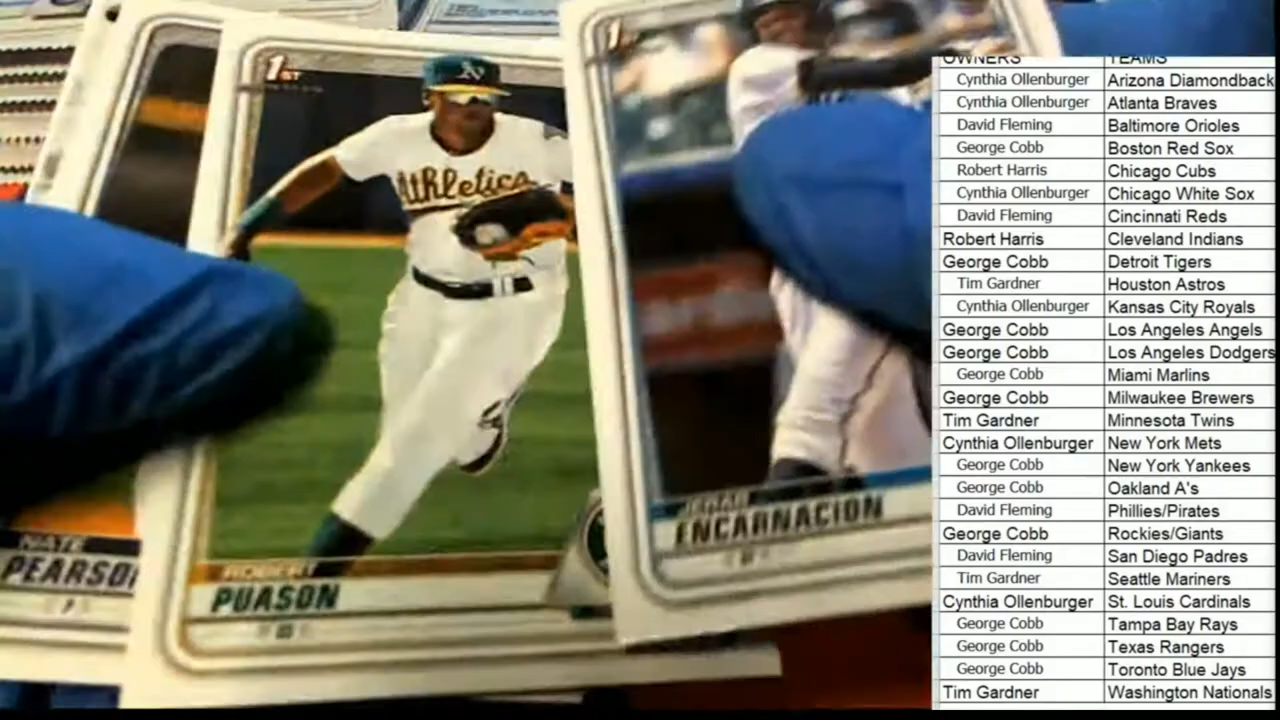 1ST
Athletics
ROBERT
PUASON
NATE
PEARSO
P
ENCARNACION
OWNERS TEAMS
Cynthia Ollenburger Arizona Diamondback
Cynthia Ollenburger Atlanta Braves
David Fleming Baltimore Orioles
George Cobb Boston Red Sox
Robert Harris Chicago Cubs
Cynthia Ollenburger Chicago White Sox
David Fleming Cincinnati Reds
Robert Harris Cleveland Indians
George Cobb Detroit Tigers
Tim Gardner Houston Astros
Cynthia Ollenburger Kansas City Royals
George Cobb Los Angeles Angels
George Cobb Los Angeles Dodgers
George Cobb Miami Marlins
George Cobb Milwaukee Brewers
Tim Gardner Minnesota Twins
Cynthia Ollenburger New York Mets
George Cobb New York Yankees
George Cobb Oakland A's
David Fleming Phillies/Pirates
George Cobb Rockies/Giants
David Fleming San Diego Padres
Tim Gardner Seattle Mariners
Cynthia Ollenburger St. Louis Cardinals
George Cobb Tampa Bay Rays
George Cobb Texas Rangers
George Cobb Toronto Blue Jays
Tim Gardner Washington Nationals